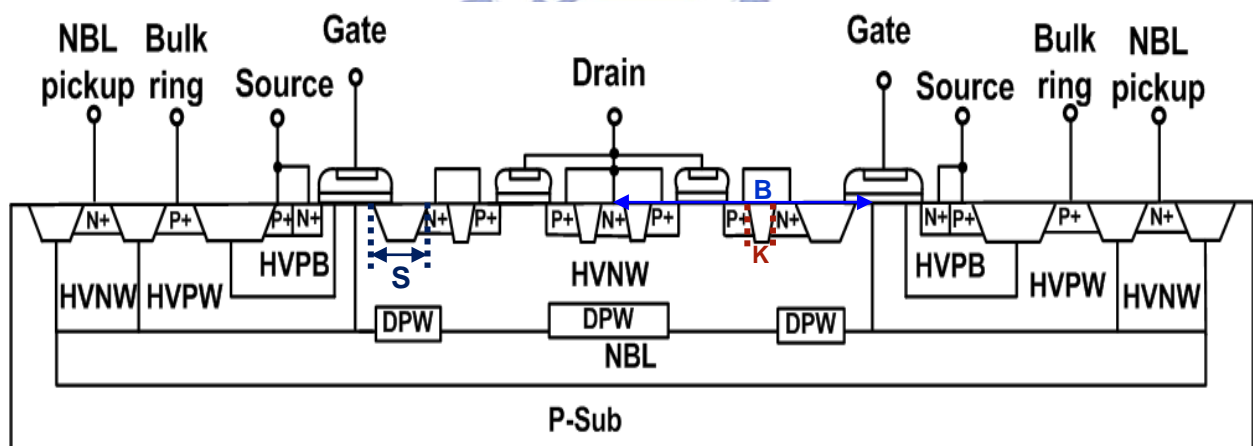 NBL pickup
Bulk ring
Source
Gate
Drain
Gate
Source
Bulk ring
NBL pickup
N+
P+
P+
N+
N+
P+
P+
N+
P+
P+
N+
N+
P+
P+
N+
B
K
S
HVNW
HVPW
HVPB
HVNW
HVPB
HVPW
HVNW
DPW
DPW
DPW
NBL
P-Sub